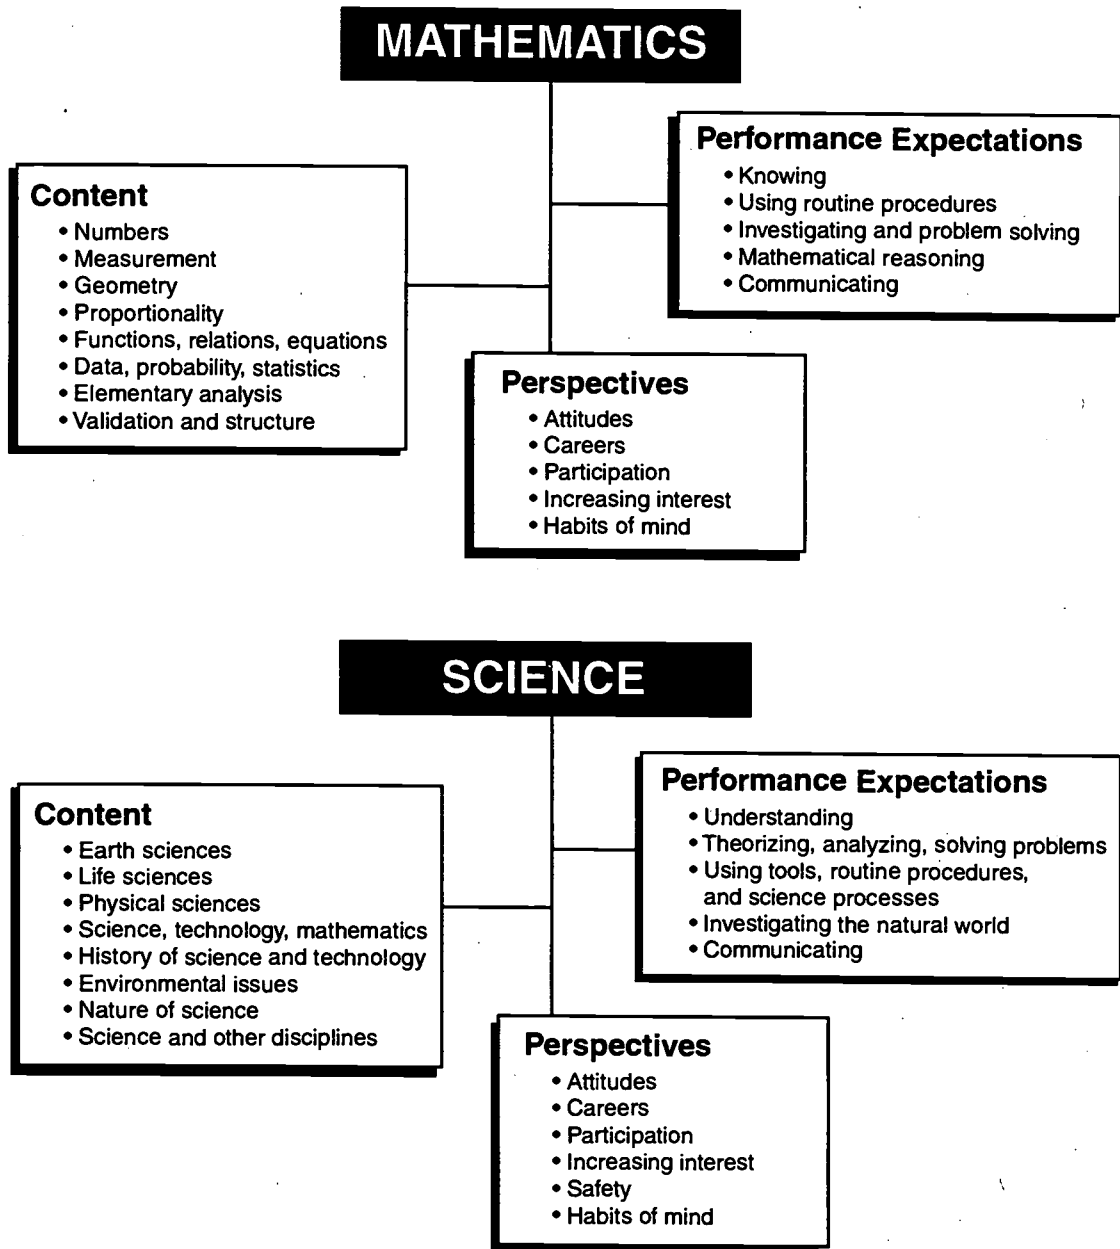 MATHEMATICS
Performance Expectations
• Knowing
• Using routine procedures
• Investigating and problem solving
• Mathematical reasoning
• Communicating
Content
• Numbers
• Measurement
• Geometry
• Proportionality
• Functions, relations, equations
• Data, probability, statistics
• Elementary analysis
• Validation and structure
Perspectives
• Attitudes
• Careers
• Participation
• Increasing interest
• Habits of mind
SCIENCE
Performance Expectations
• Understanding
• Theorizing, analyzing, solving problems
• Using tools, routine procedures,
and science processes
• Investigating the natural world
• Communicating
Content
• Earth sciences
• Life sciences
• Physical sciences
• Science, technology, mathematics
• History of science and technology
• Environmental issues
• Nature of science
• Science and other disciplines
Perspectives
• Attitudes
• Careers
• Participation
• Increasing interest
• Safety
• Habits of mind